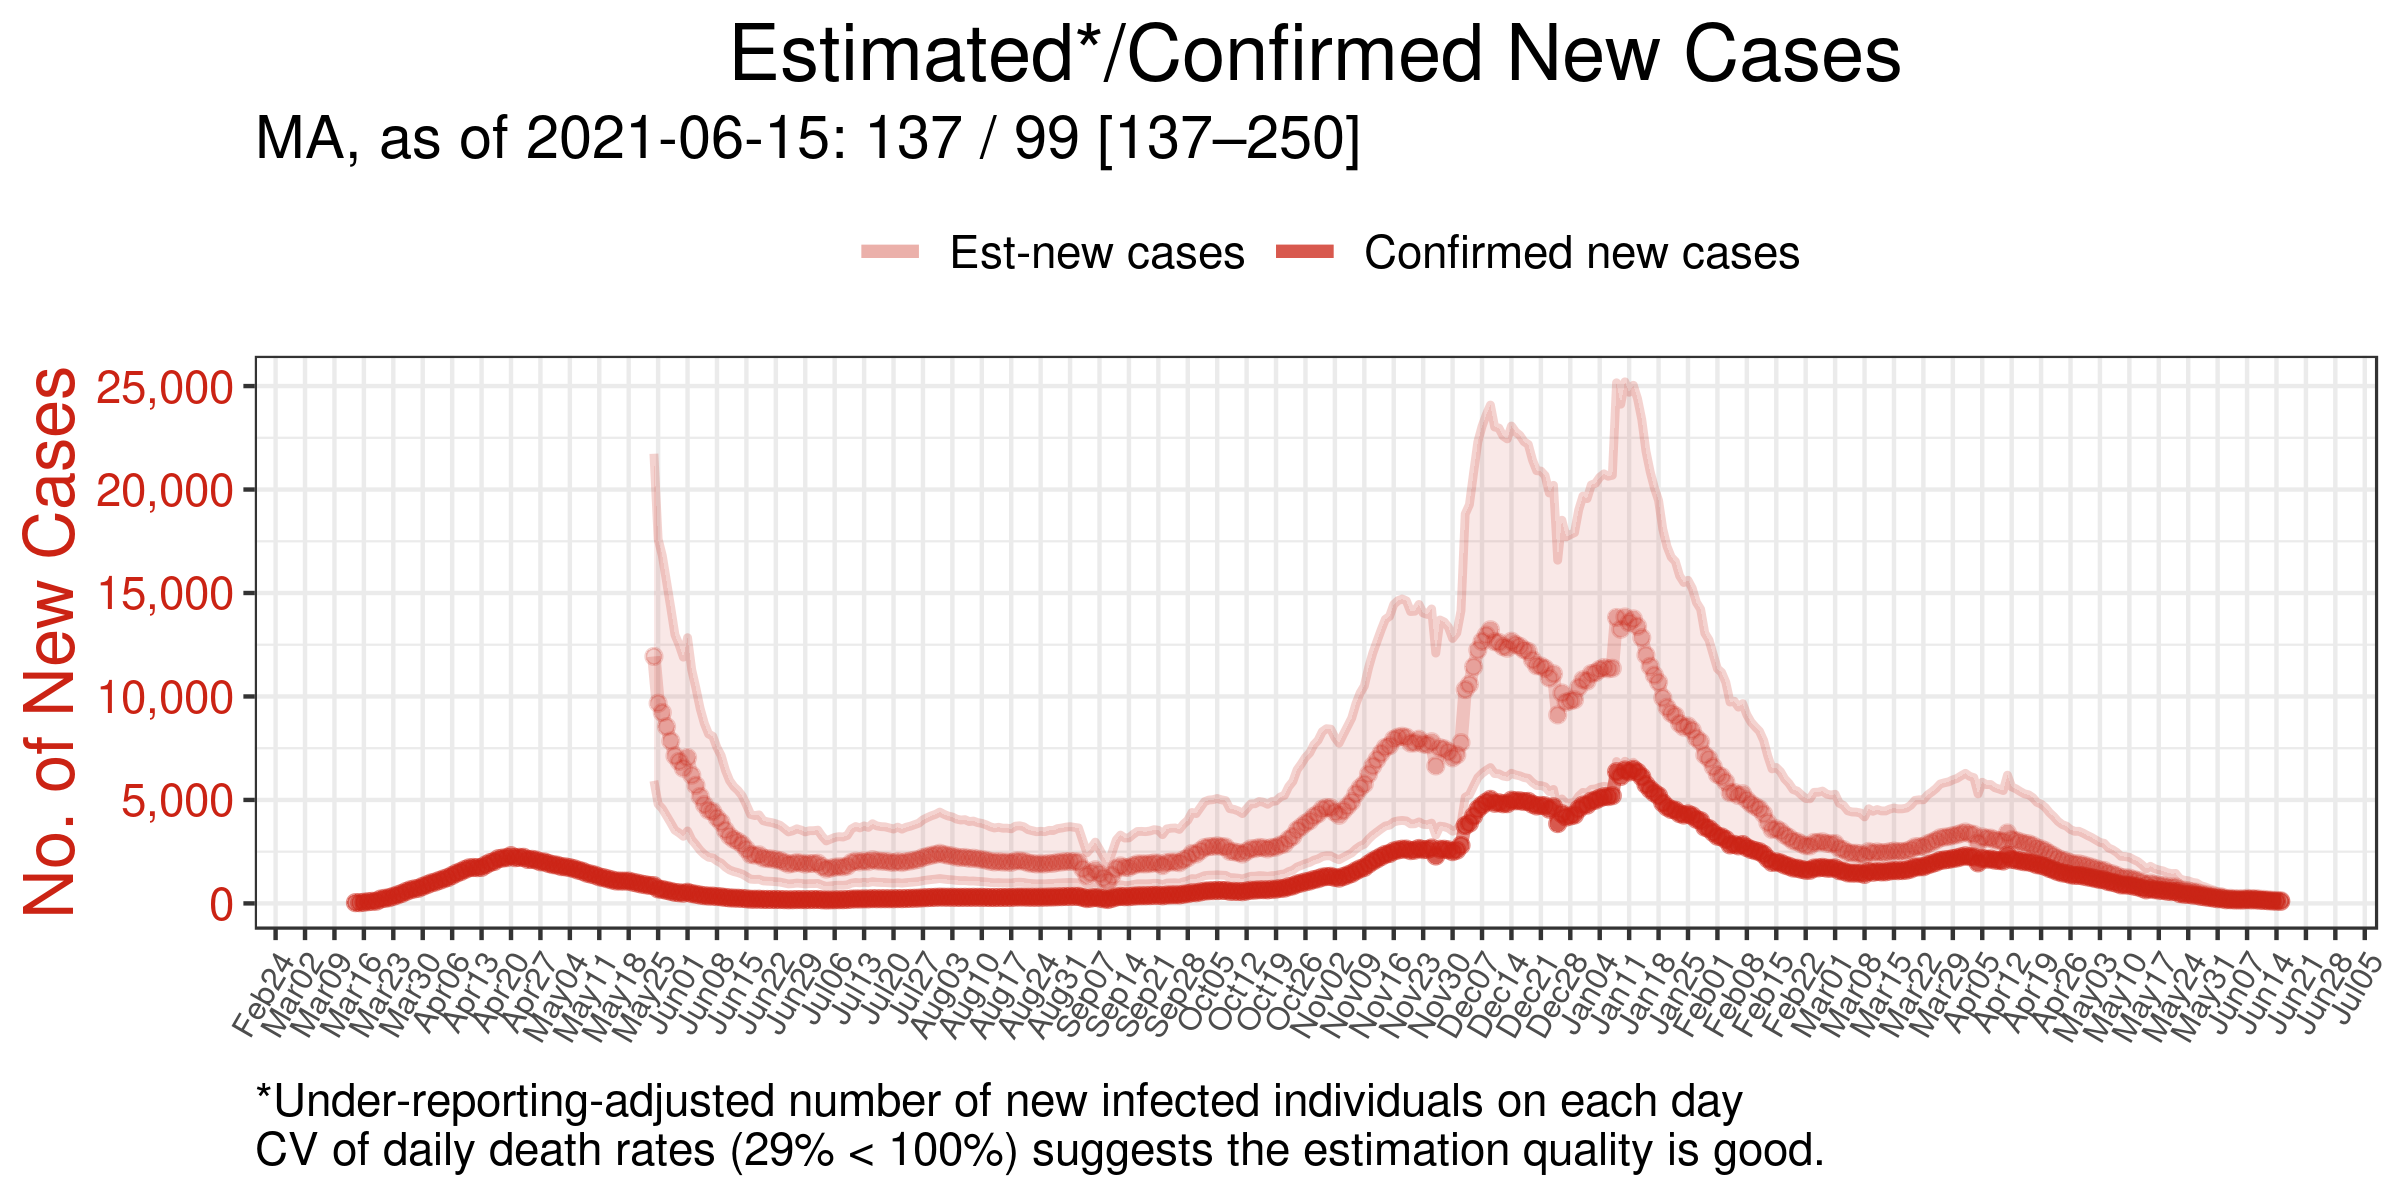 Estimated*/Confirmed New Cases
MA, as of 2021-06-15: 137 / 99 [137–250]
Est-new cases
Confirmed new cases
No. of New Cases
25,000
20,000
15,000
10,000
5,000
0
Feb24
Mar02
Mar09
Mar16
Mar23
Mar30
Apr06
Apr13
Apr20
Apr27
May04
May11
May18
May25
Jun01
Jun08
Jun15
Jun22
Jun29
Jul06
Jul13
Jul20
Jul27
Aug03
Aug10
Aug17
Aug24
Aug31
Sep07
Sep14
Sep21
Sep28
Oct05
Oct12
Oct19
Oct26
Nov02
Nov09
Nov16
Nov23
Nov30
Dec07
Dec14
Dec21
Dec28
Jan04
Jan11
Jan18
Jan25
Feb01
Feb08
Feb15
Feb22
Mar01
Mar08
Mar15
Mar22
Mar29
Apr05
Apr12
Apr19
Apr26
May03
May10
May17
May24
May31
Jun07
Jun14
Jun21
Jun28
Jul05
*Under-reporting-adjusted number of new infected individuals on each day
CV of daily death rates (29% < 100%) suggests the estimation quality is good.